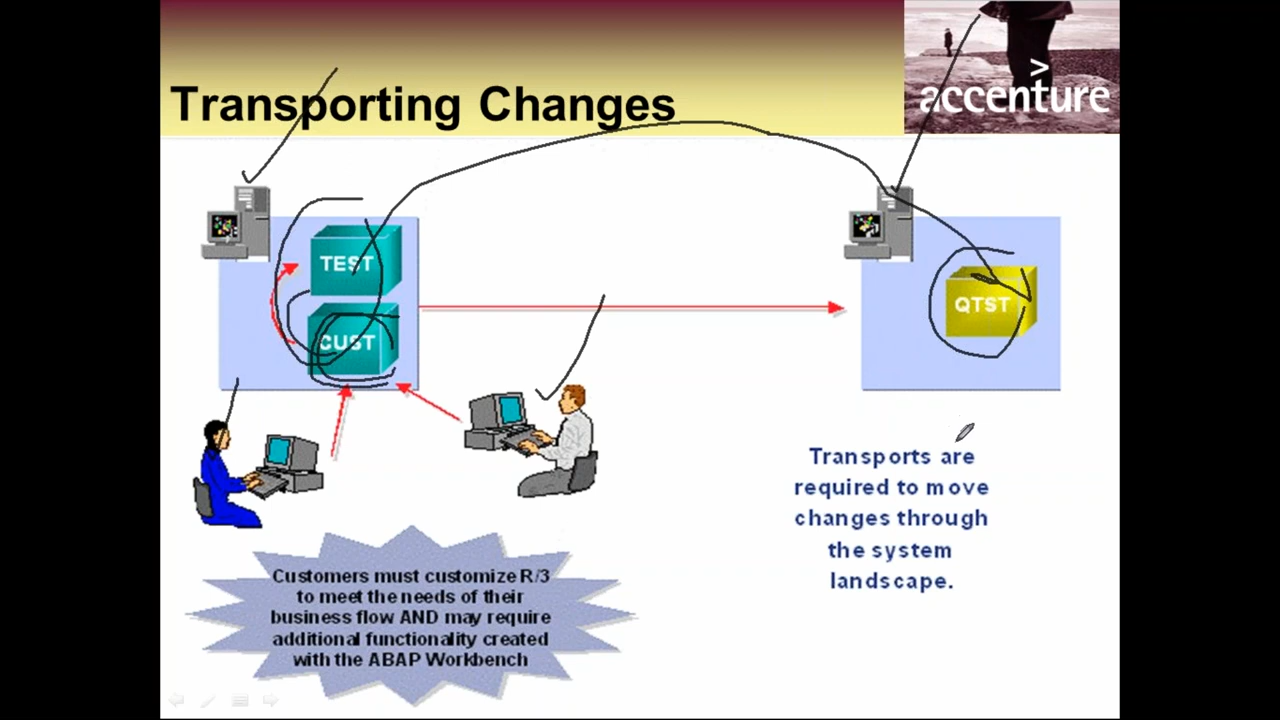 Transporting Changes
>
accenture
TEST
CUST
QTST
Transports are
required to move
changes through
the system
landscape.
Customers must customize R/3
to meet the needs of their
business flow AND may require
additional functionality created
with the ABAP Workbench